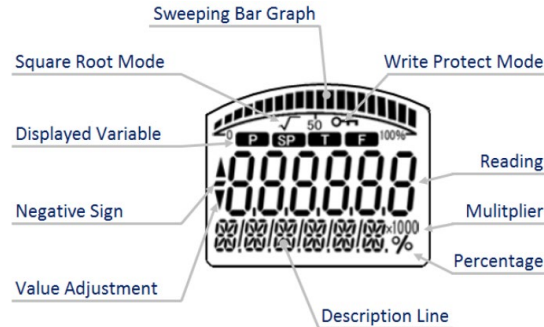 Sweeping Bar Graph
Square Root Mode
Write Protect Mode
√ 50
0 100%
Displayed Variable
P SP T F
Reading
888888
Negative Sign
Mulitplier
x1000
%
Percentage
Value Adjustment
Description Line